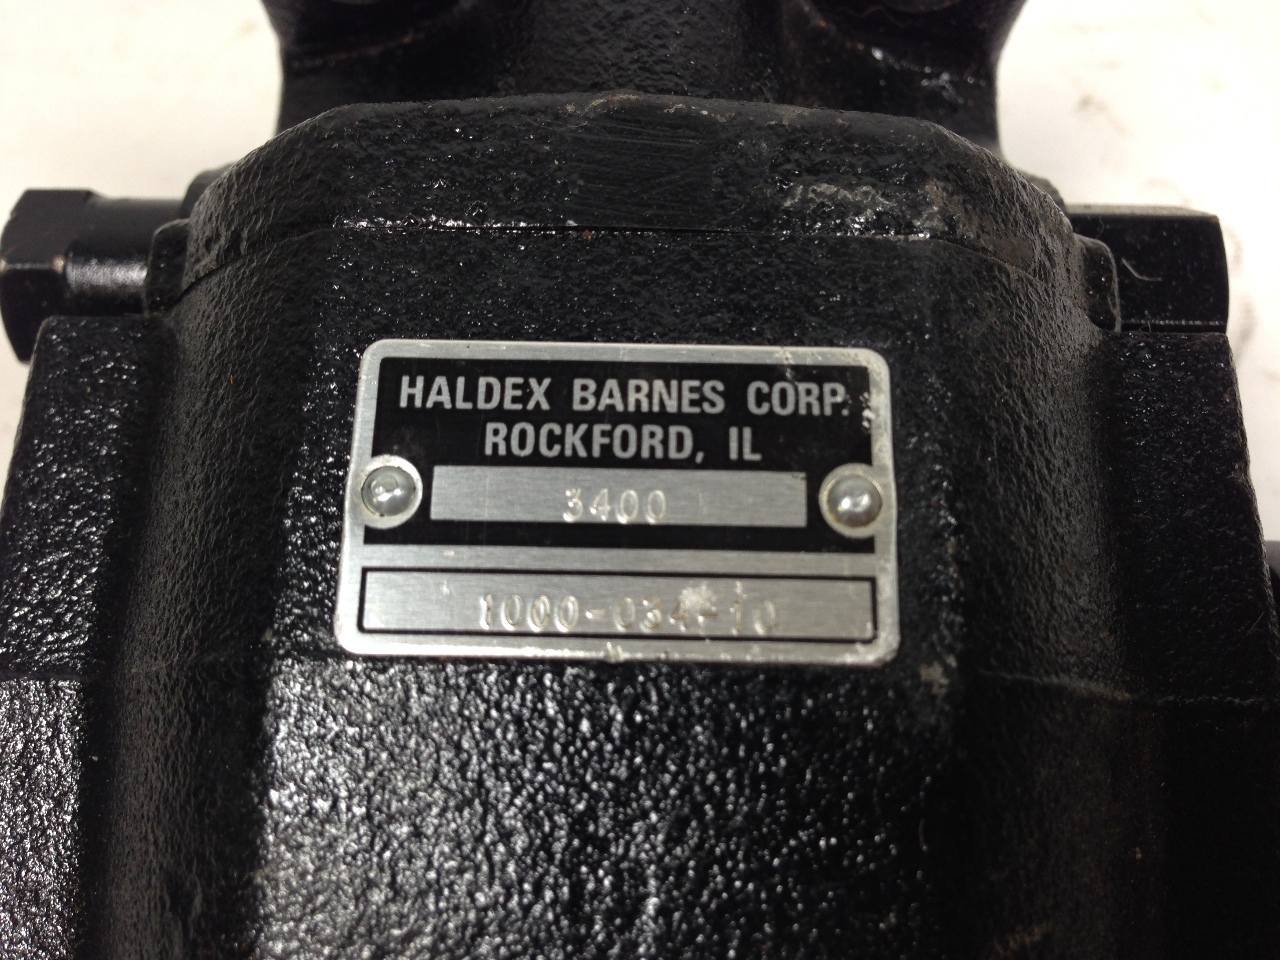 HALDEX BARNES CORP.
ROCKFORD, IL
3400
1000-034-10